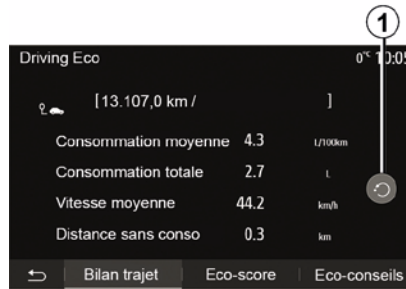 1
Driving Eco 0°C 10:05
[13.107,0 km / ]
Consommation moyenne 4.3 L/100km
Consommation totale 2.7 L
Vitesse moyenne 44.2 km/h
Distance sans conso 0.3 km
Bilan trajet Eco-score Eco-conseils